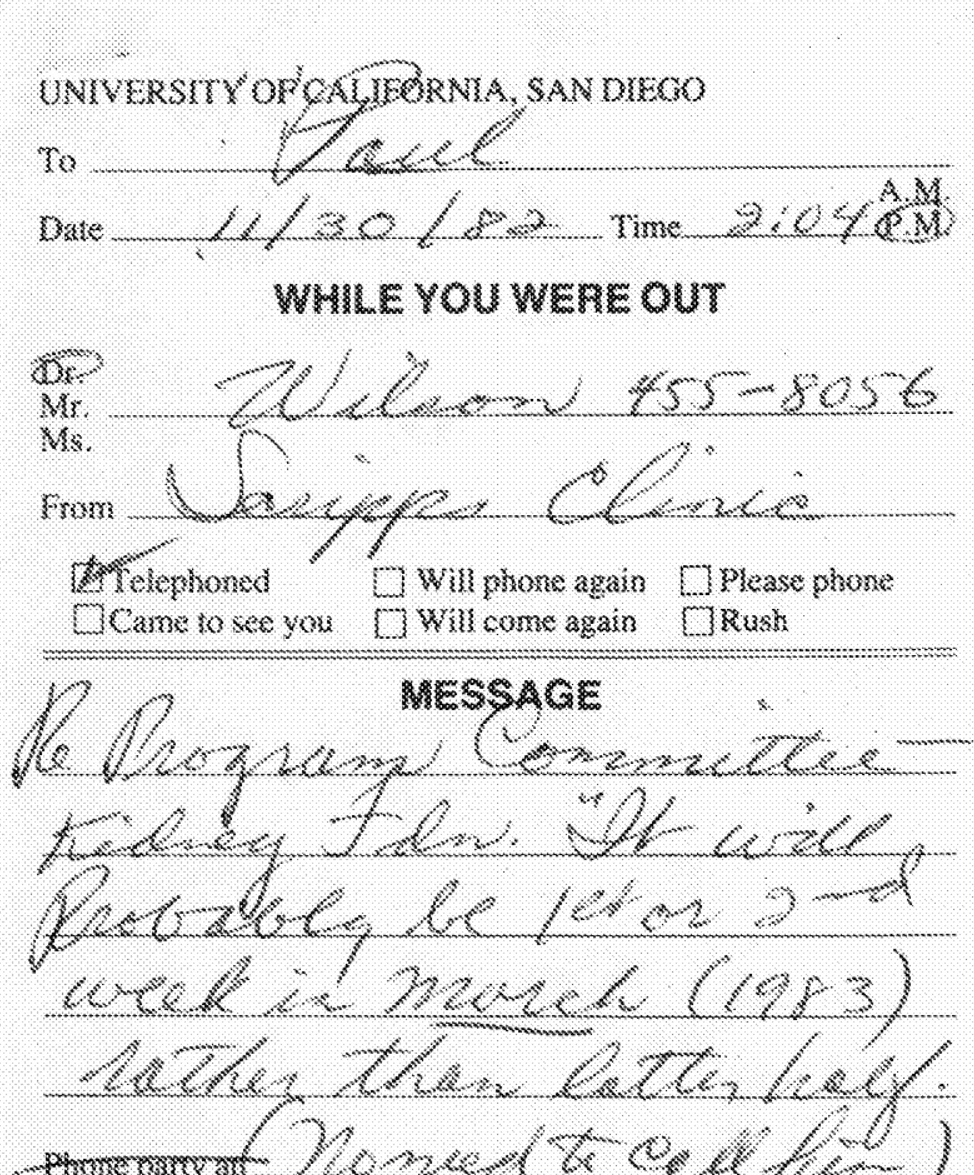 UNIVERSITY OF CALIFORNIA, SAN DIEGO
To Paul
A.M.
Date 11/30/82 Time 2:04 P.M.
WHILE YOU WERE OUT
Dr.
Mr. Wilson 455-8056
Ms.
From Scripps Clinic
Telephoned Will phone again Please phone
Came to see you Will come again Rush
MESSAGE
Re Program Committee —
Kidney Fdn. "It will
Probably be 1st or 2nd
week in March (1983)
rather than latter half.
Phone party at (No need to call him)